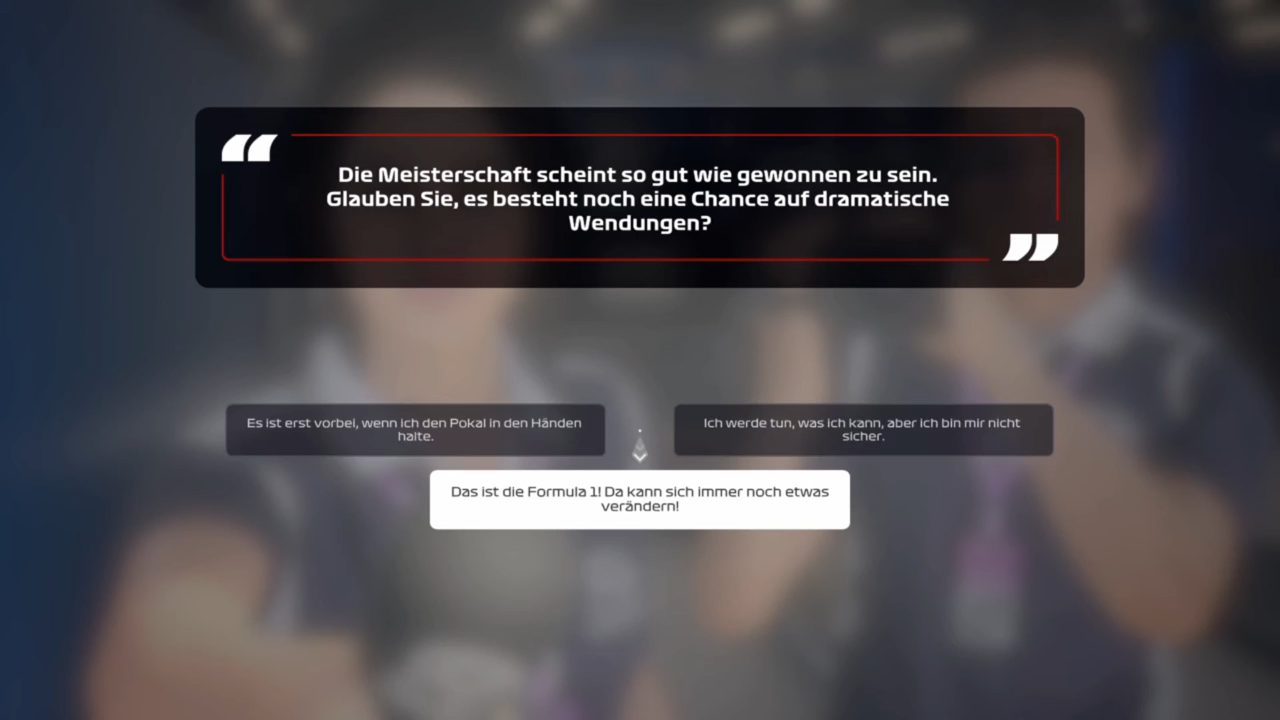 Die Meisterschaft scheint so gut wie gewonnen zu sein.
Glauben Sie, es besteht noch eine Chance auf dramatische
Wendungen?
Es ist erst vorbei, wenn ich den Pokal in den Händen
halte.
Ich werde tun, was ich kann, aber ich bin mir nicht
sicher.
Das ist die Formula 1! Da kann sich immer noch etwas
verändern!